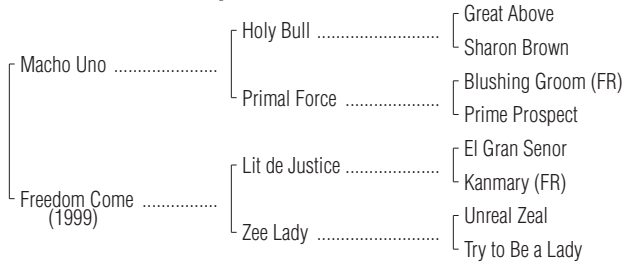 Great Above
Holy Bull ............................
Sharon Brown
Macho Uno .....................
Blushing Groom (FR)
Primal Force .....................
Prime Prospect
El Gran Senor
Lit de Justice .....................
Kanmary (FR)
Freedom Come ................
(1999)
Unreal Zeal
Zee Lady ...........................
Try to Be a Lady